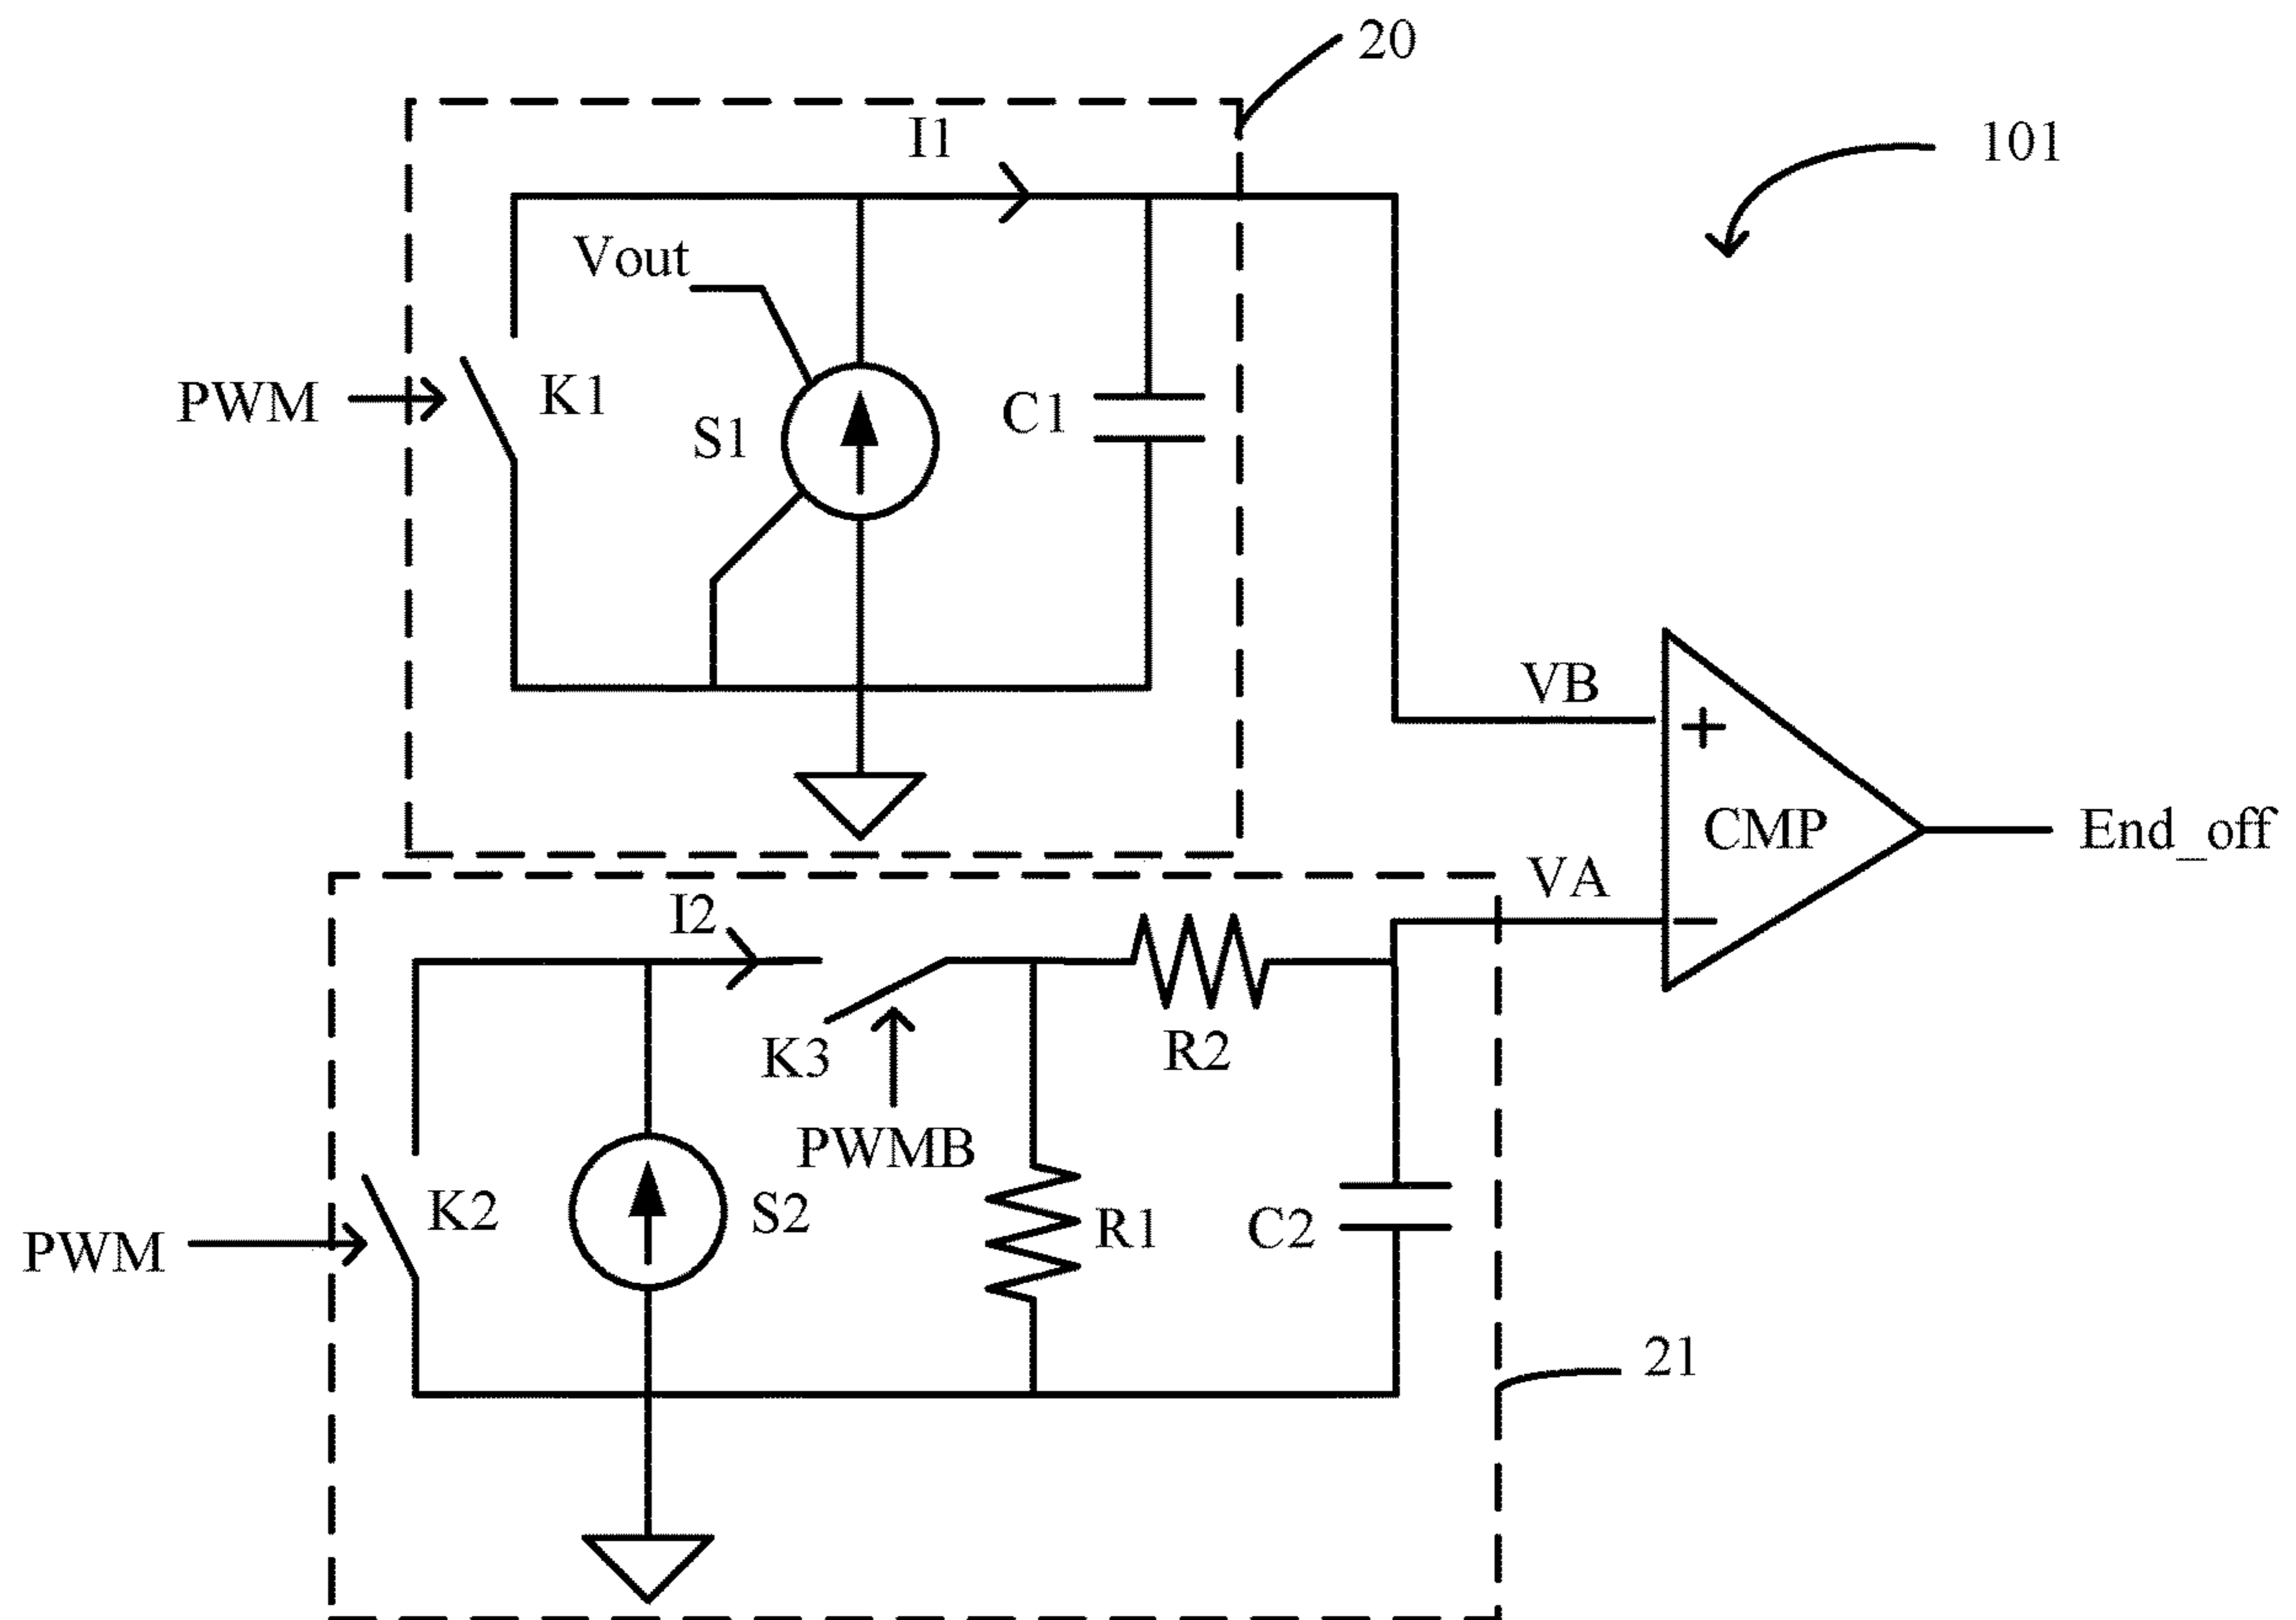 20
101
I1
Vout
PWM
K1
S1
C1
VB
+
CMP
End_off
VA
−
I2
K3
R2
PWMB
PWM
K2
S2
R1
C2
21